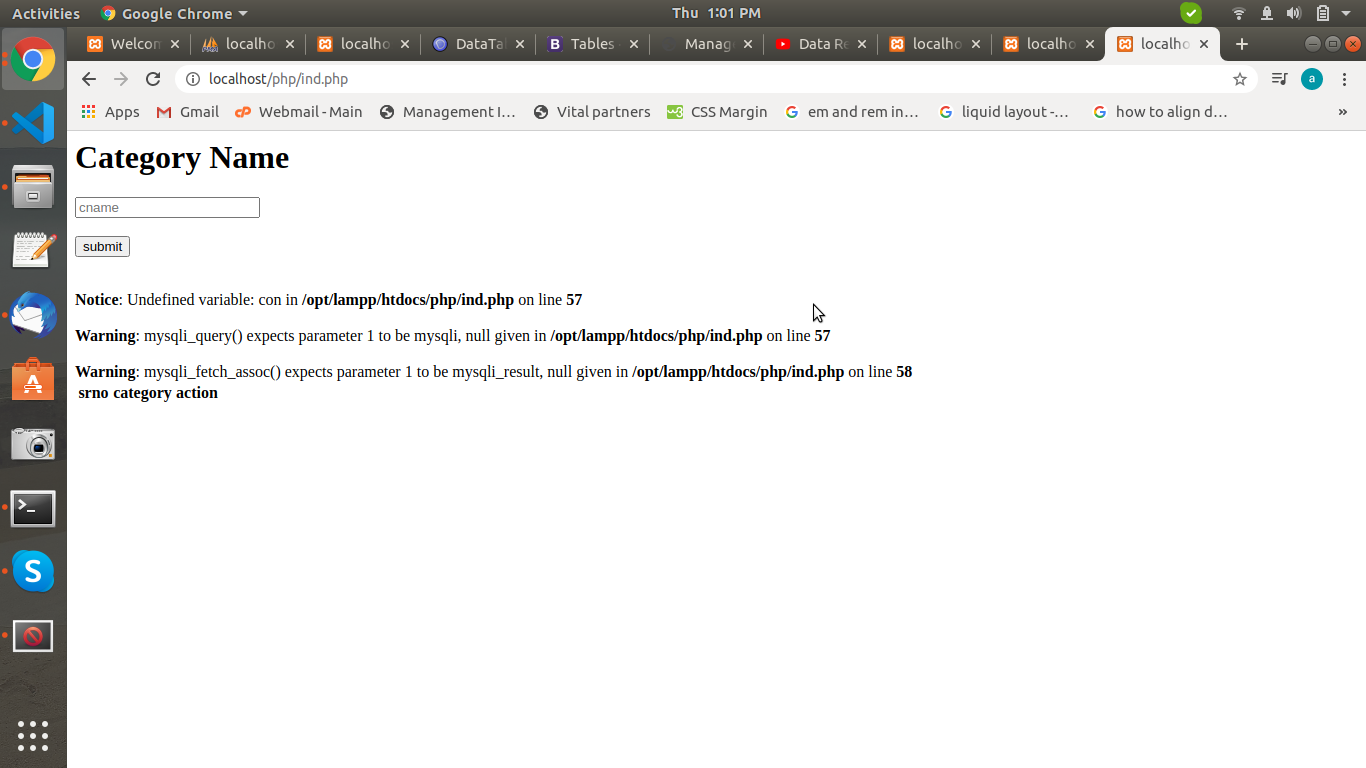 Activities Google Chrome Thu 1:01 PM
Welcom localho localho DataTa Tables Manag Data Re localho localho localho
localhost/php/ind.php a
Apps Gmail Webmail - Main Management I… Vital partners CSS Margin em and rem in… liquid layout -… how to align d… »
Category Name
cname
submit
Notice: Undefined variable: con in /opt/lampp/htdocs/php/ind.php on line 57
Warning: mysqli_query() expects parameter 1 to be mysqli, null given in /opt/lampp/htdocs/php/ind.php on line 57
Warning: mysqli_fetch_assoc() expects parameter 1 to be mysqli_result, null given in /opt/lampp/htdocs/php/ind.php on line 58
srno category action